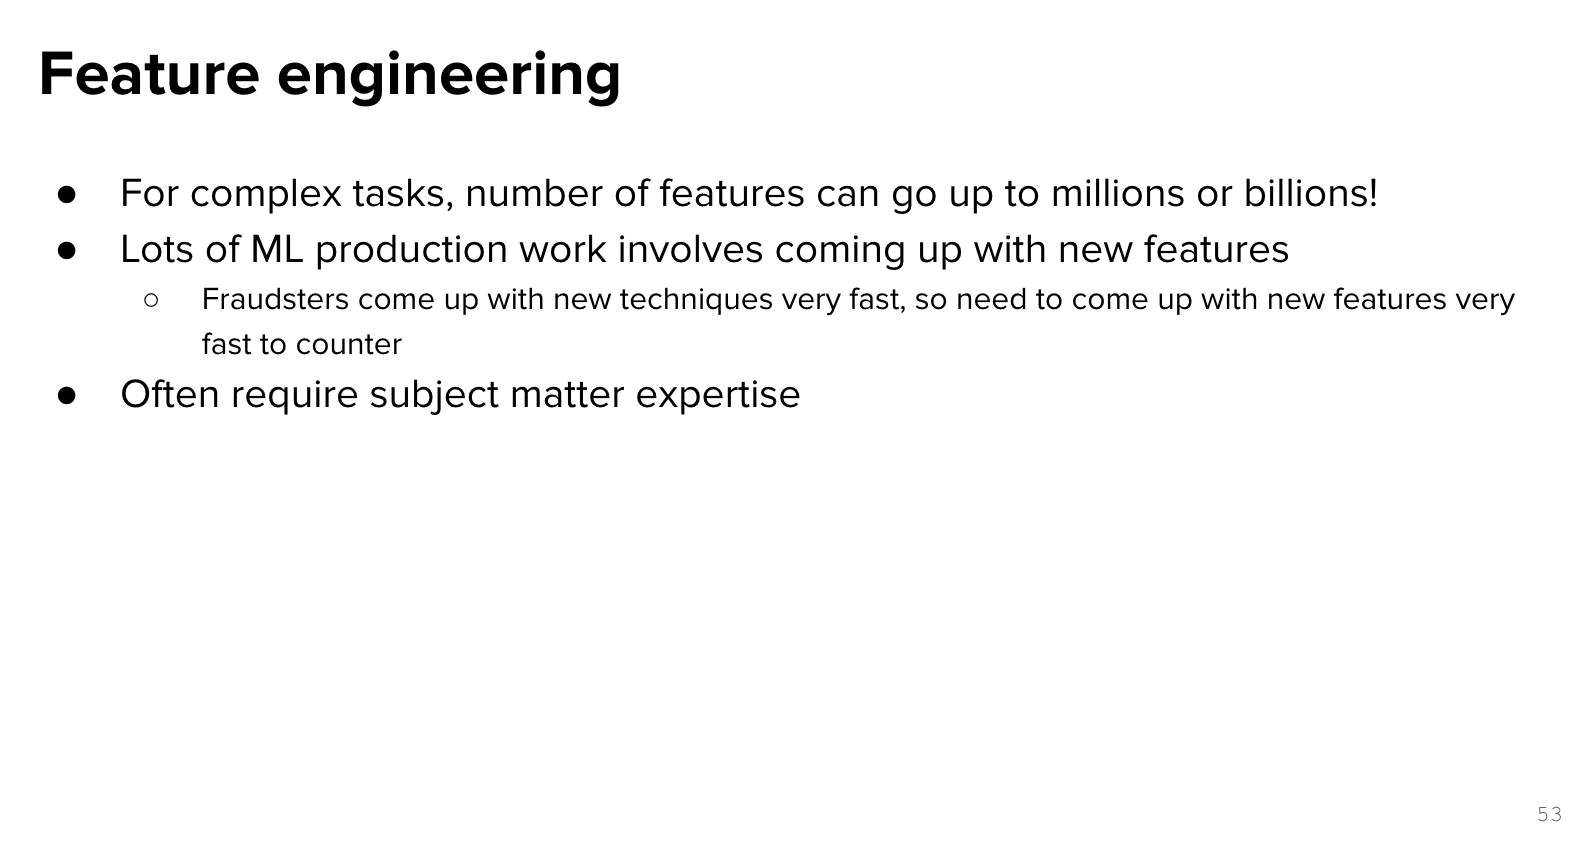 Feature engineering
● For complex tasks, number of features can go up to millions or billions!
● Lots of ML production work involves coming up with new features
○ Fraudsters come up with new techniques very fast, so need to come up with new features very
fast to counter
● Often require subject matter expertise
53